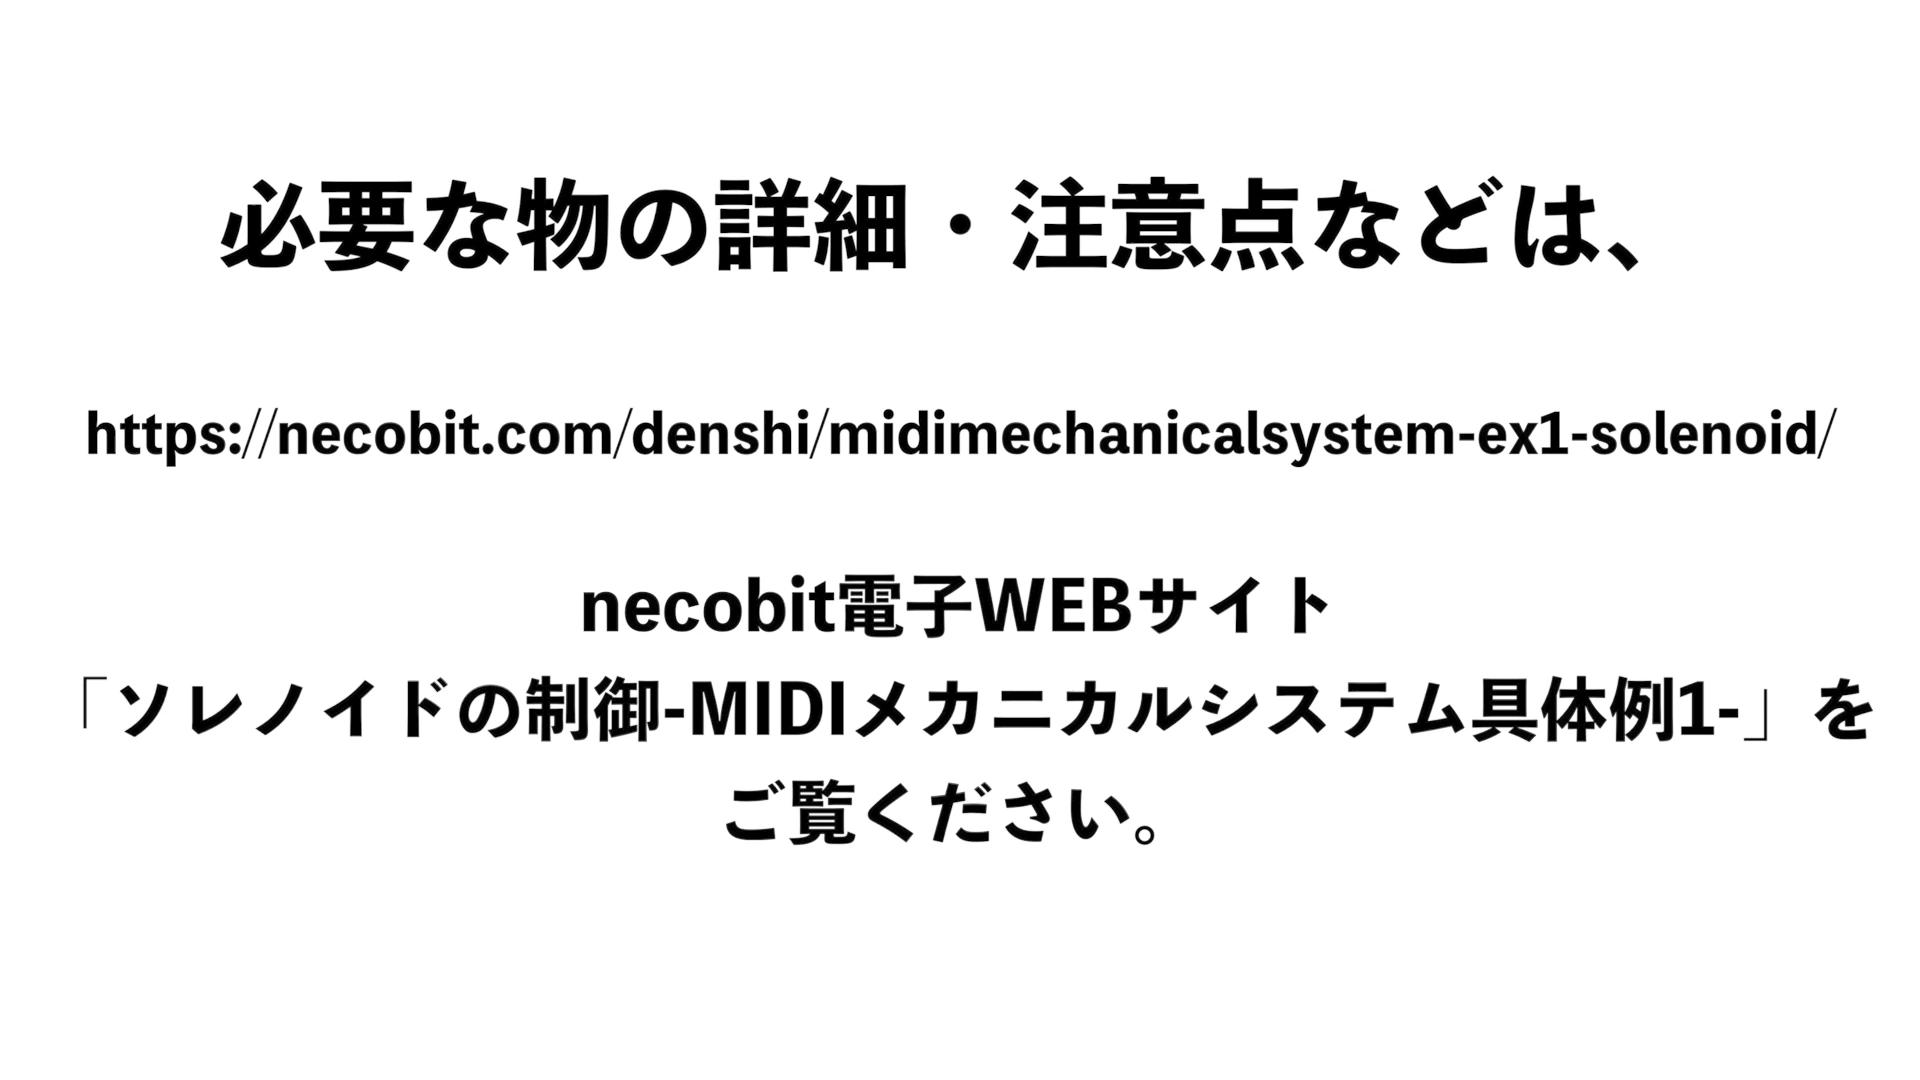 必要な物の詳細・注意点などは、
https://necobit.com/denshi/midimechanicalsystem-ex1-solenoid/
necobit電子WEBサイト
「ソレノイドの制御-MIDIメカニカルシステム具体例1-」を
ご覧ください。